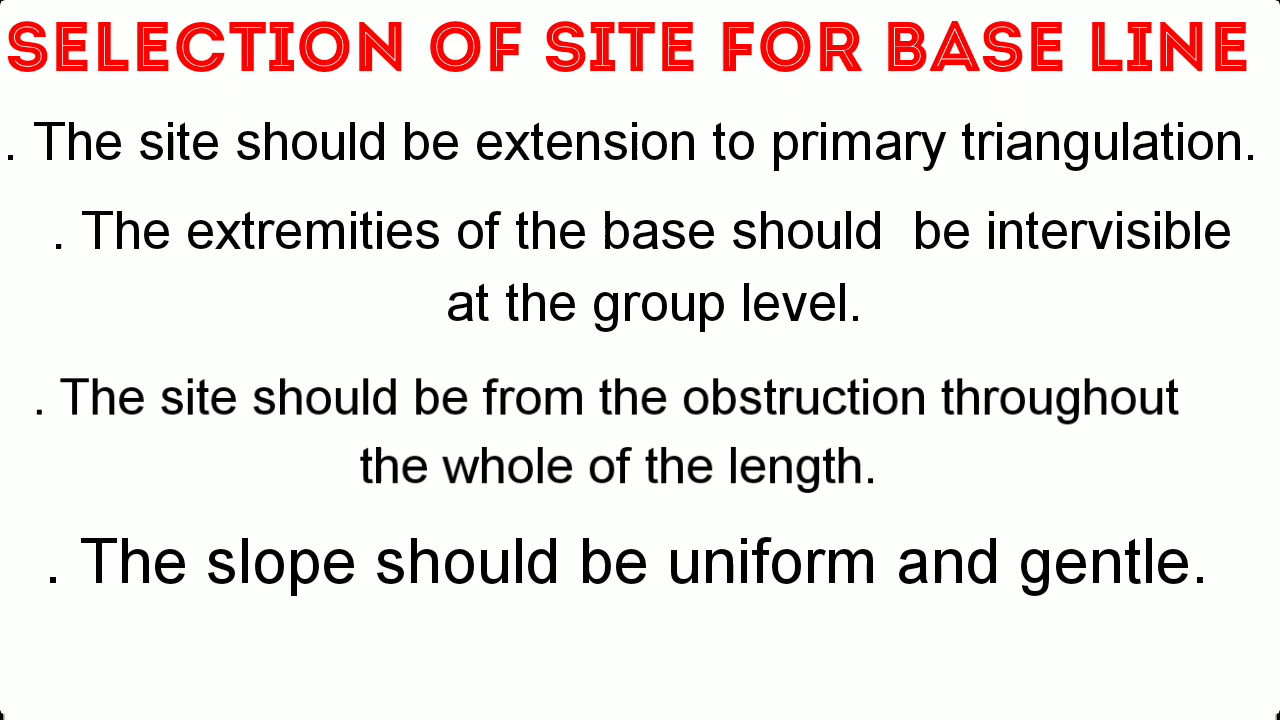 SELECTION OF SITE FOR BASE LINE
. The site should be extension to primary triangulation.
. The extremities of the base should be intervisible
at the group level.
. The site should be from the obstruction throughout
the whole of the length.
. The slope should be uniform and gentle.